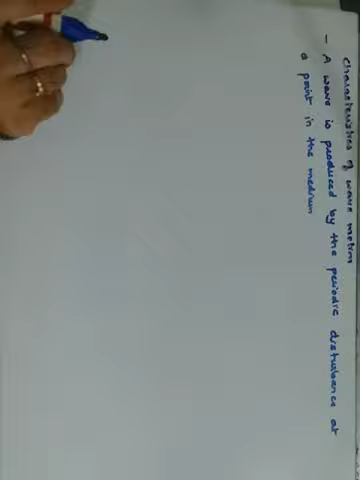 Characteristics of wave motion
- A wave is produced by the periodic disturbance at
a point in the medium